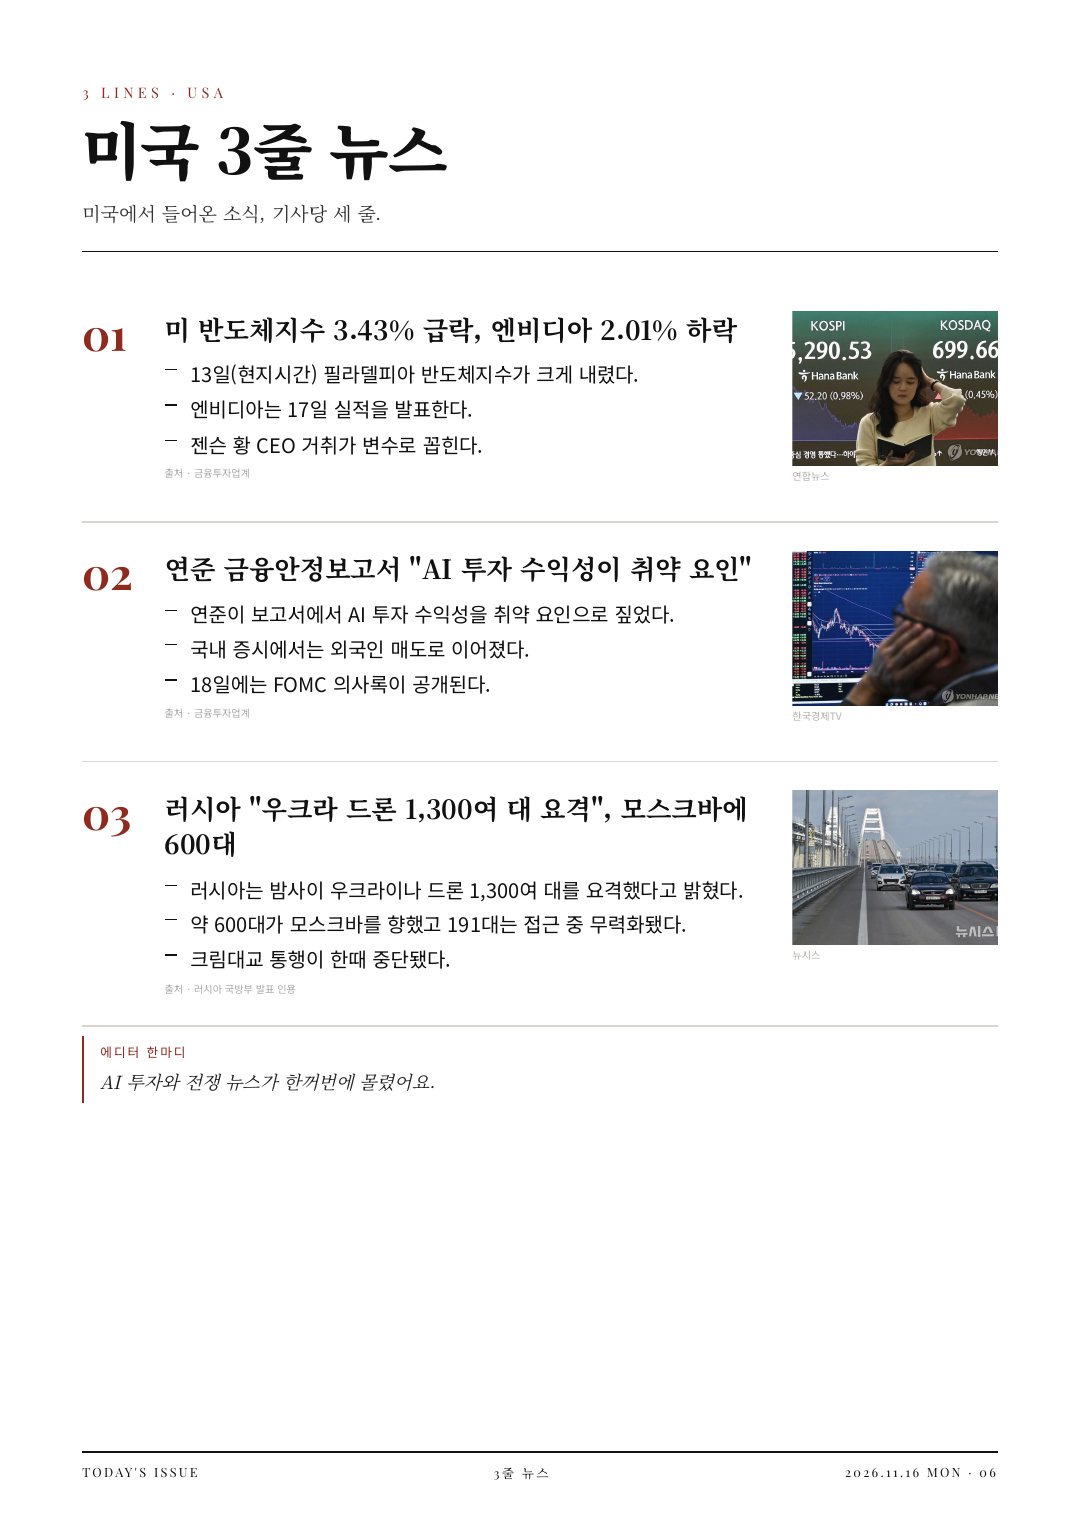 3 LINES · USA
미국 3줄 뉴스
미국에서 들어온 소식, 기사당 세 줄.
01
미 반도체지수 3.43% 급락, 엔비디아 2.01% 하락
13일(현지시간) 필라델피아 반도체지수가 크게 내렸다.
엔비디아는 17일 실적을 발표한다.
젠슨 황 CEO 거취가 변수로 꼽힌다.
출처 · 금융투자업계
KOSPI
KOSDAQ
5,290.53
699.66
Hana Bank
Hana Bank
▼52.20 (0.98%)
(0.45%)
연합뉴스
02
연준 금융안정보고서 "AI 투자 수익성이 취약 요인"
연준이 보고서에서 AI 투자 수익성을 취약 요인으로 짚었다.
국내 증시에서는 외국인 매도로 이어졌다.
18일에는 FOMC 의사록이 공개된다.
출처 · 금융투자업계
YONHAPNE
한국경제TV
03
러시아 "우크라 드론 1,300여 대 요격", 모스크바에
600대
러시아는 밤사이 우크라이나 드론 1,300여 대를 요격했다고 밝혔다.
약 600대가 모스크바를 향했고 191대는 접근 중 무력화됐다.
크림대교 통행이 한때 중단됐다.
출처 · 러시아 국방부 발표 인용
뉴시스
뉴시스
에디터 한마디
AI 투자와 전쟁 뉴스가 한꺼번에 몰렸어요.
TODAY'S ISSUE
3줄 뉴스
2026.11.16 MON · 06